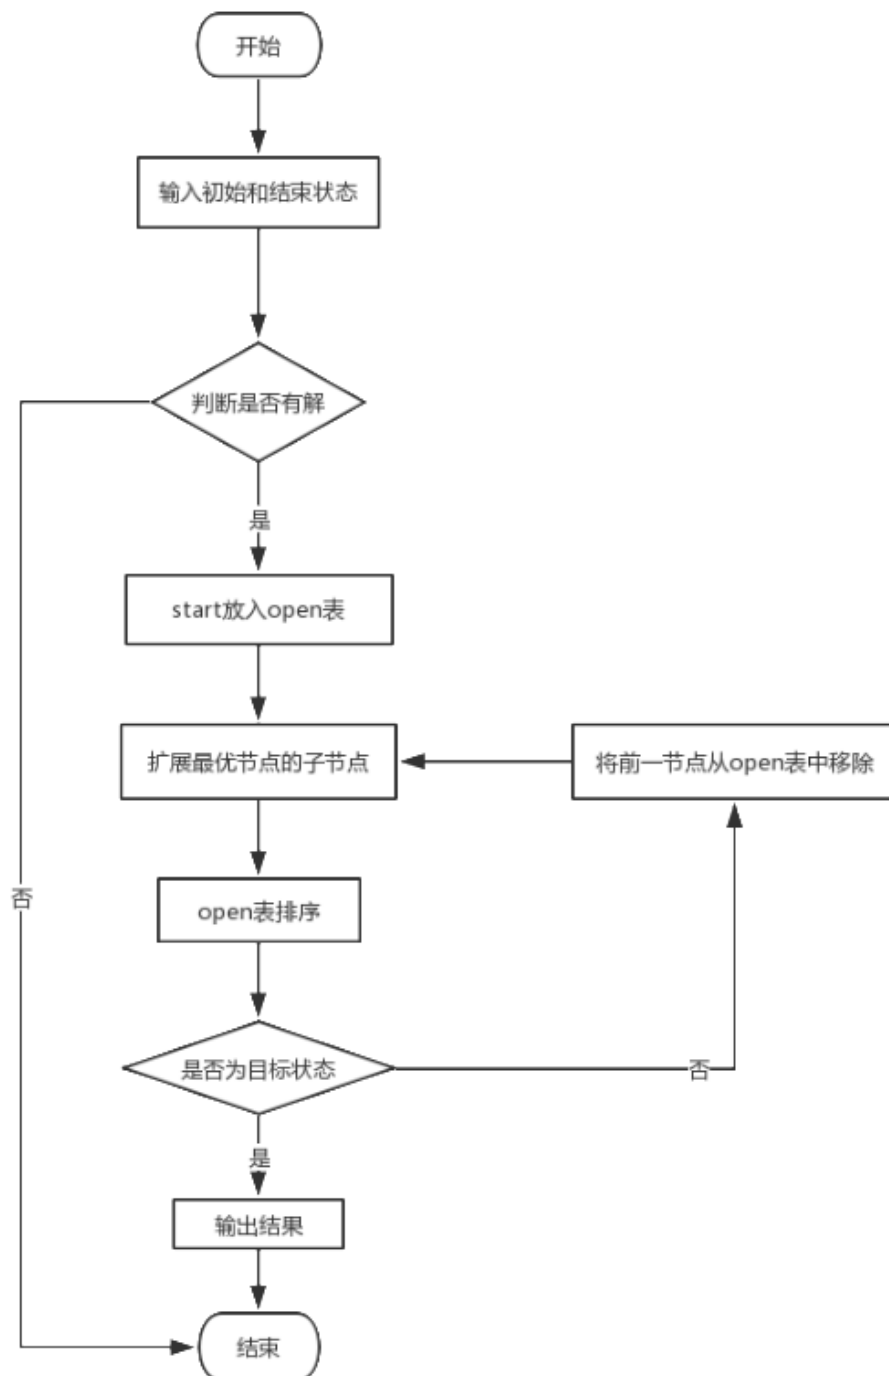 开始
输入初始和结束状态
判断是否有解
是
start放入open表
扩展最优节点的子节点
将前一节点从open表中移除
否
open表排序
是否为目标状态
否
是
输出结果
结束